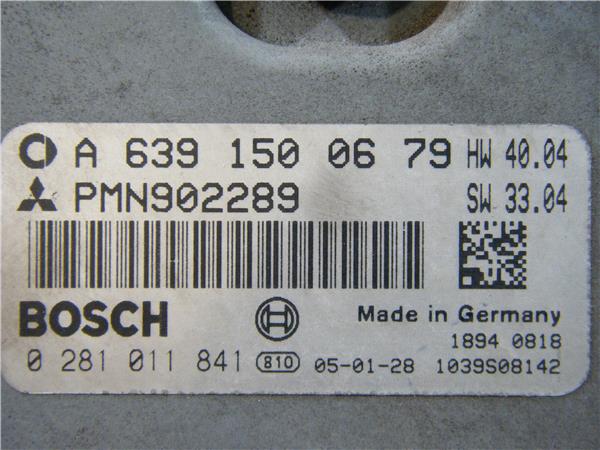 A 639 150 06 79 HW 40.04
PMN902289 SW 33.04
BOSCH Made in Germany
1894 0818
0 281 011 841 810 05-01-28 1039S08142